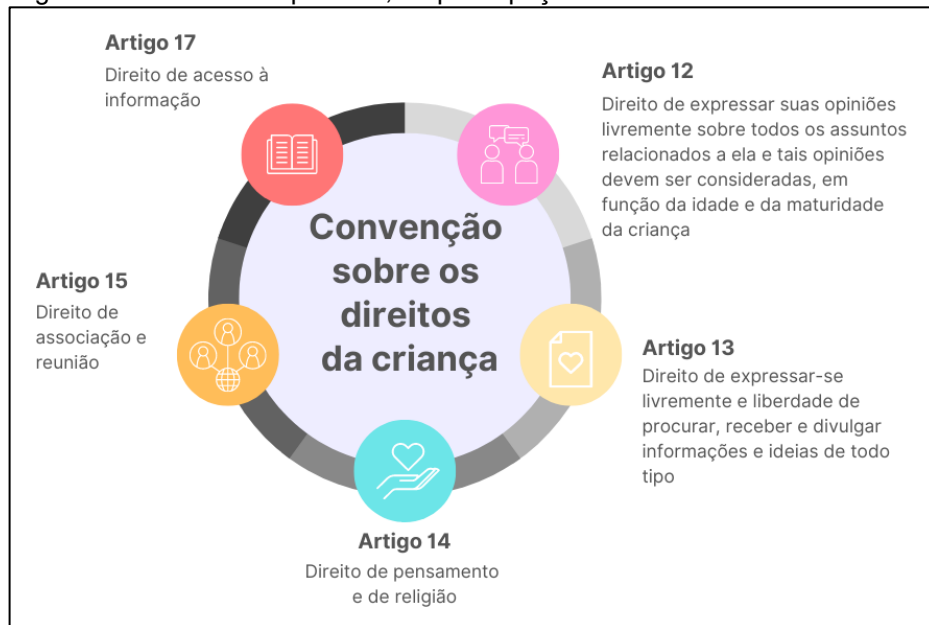 Artigo 17
Direito de acesso à
informação
Artigo 12
Direito de expressar suas opiniões
livremente sobre todos os assuntos
relacionados a ela e tais opiniões
devem ser consideradas, em
função da idade e da maturidade
da criança
Convenção
sobre os
direitos
da criança
Artigo 15
Direito de
associação e
reunião
Artigo 13
Direito de expressar-se
livremente e liberdade de
procurar, receber e divulgar
informações e ideias de todo
tipo
Artigo 14
Direito de pensamento
e de religião